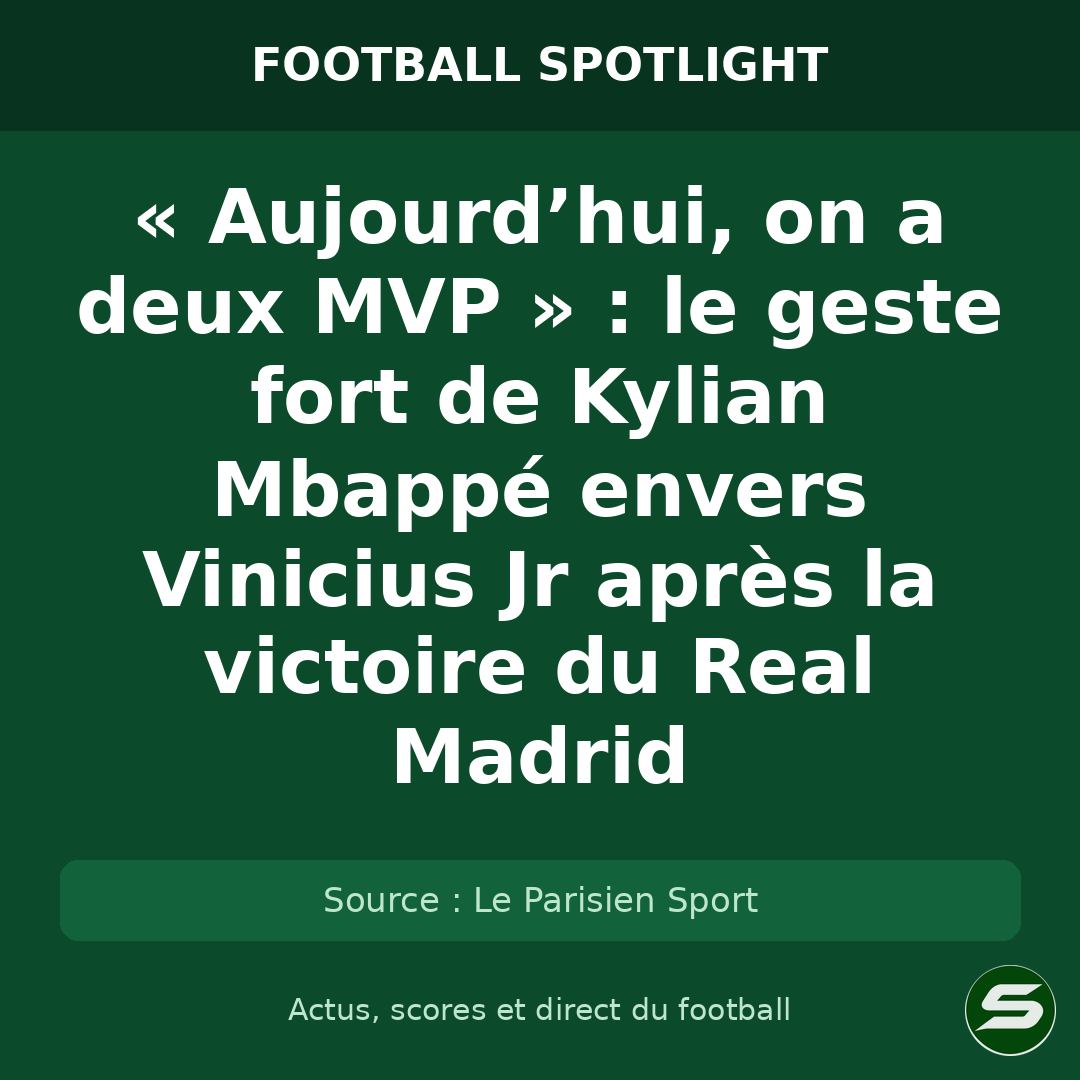 FOOTBALL SPOTLIGHT
« Aujourd’hui, on a
deux MVP » : le geste
fort de Kylian
Mbappé envers
Vinicius Jr après la
victoire du Real
Madrid
Source : Le Parisien Sport
Actus, scores et direct du football
S